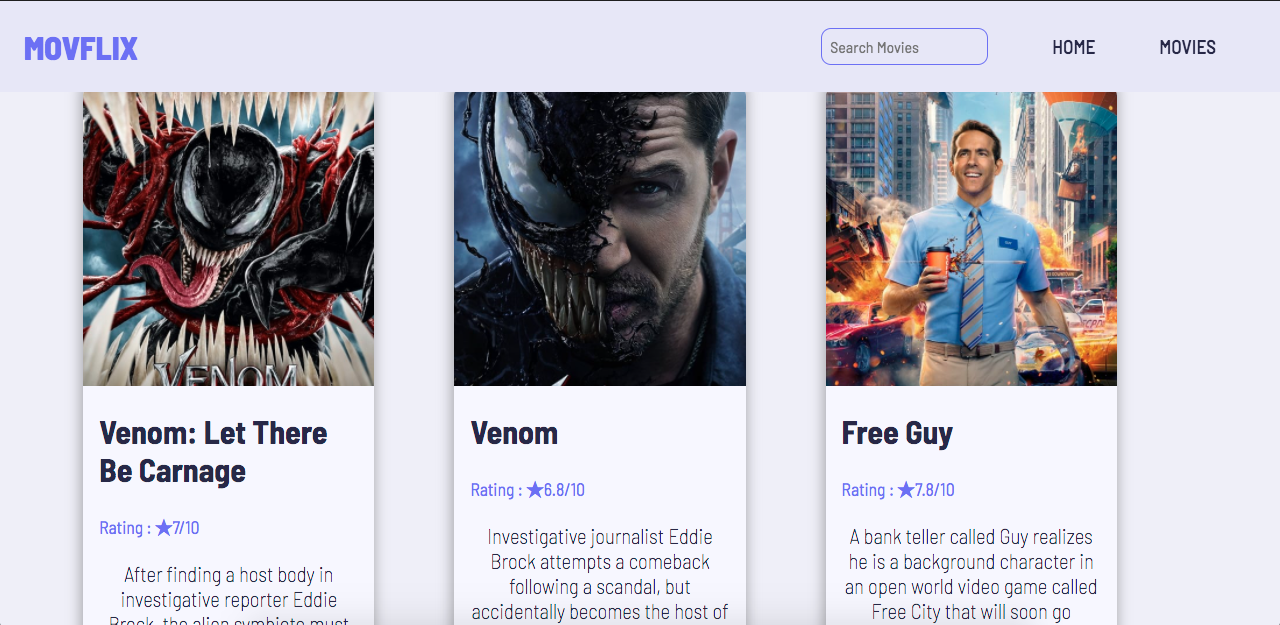 MOVFLIX
Search Movies
HOME
MOVIES
VENOM
Venom: Let There
Be Carnage
Rating : ★7/10
After finding a host body in
investigative reporter Eddie
Brock, the alien symbiote must
Venom
Rating : ★6.8/10
Investigative journalist Eddie
Brock attempts a comeback
following a scandal, but
accidentally becomes the host of
Free Guy
Rating : ★7.8/10
A bank teller called Guy realizes
he is a background character in
an open world video game called
Free City that will soon go